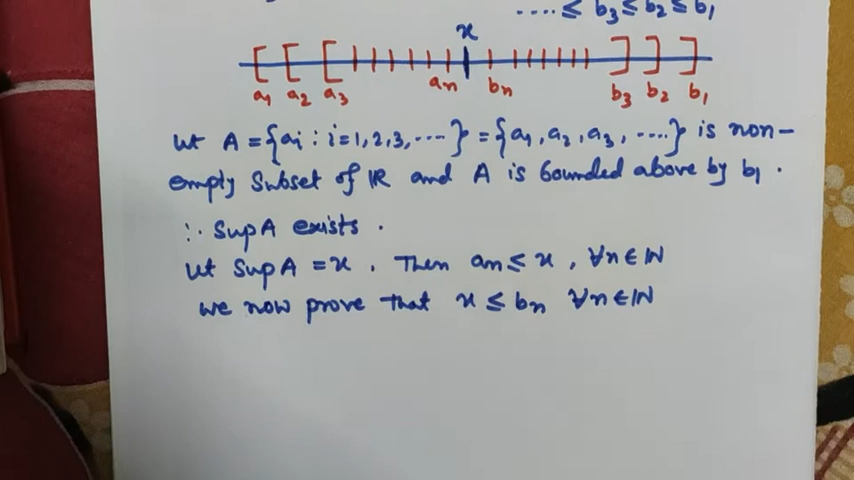 .... ≤ b₃ ≤ b₂ ≤ b₁
x
a₁ a₂ a₃ aₙ bₙ b₃ b₂ b₁
Let A = {aᵢ : i=1,2,3, ----} = {a₁, a₂, a₃, ....} is non-
empty Subset of ℝ and A is bounded above by b₁ .
∴ Sup A exists .
Let Sup A = x . Then aₙ ≤ x , ∀n∈ℕ
We now prove that x ≤ bₙ ∀n∈ℕ